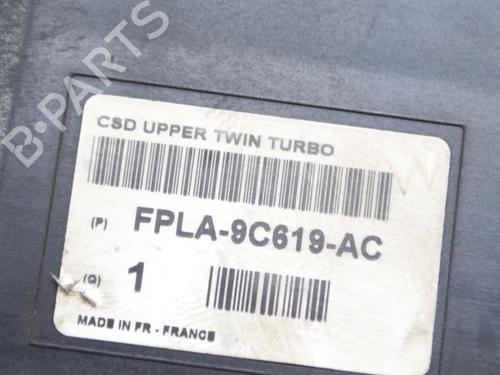 B-PARTS
CSD UPPER TWIN TURBO
(P) FPLA-9C619-AC
(Q) 1
MADE IN FR - FRANCE